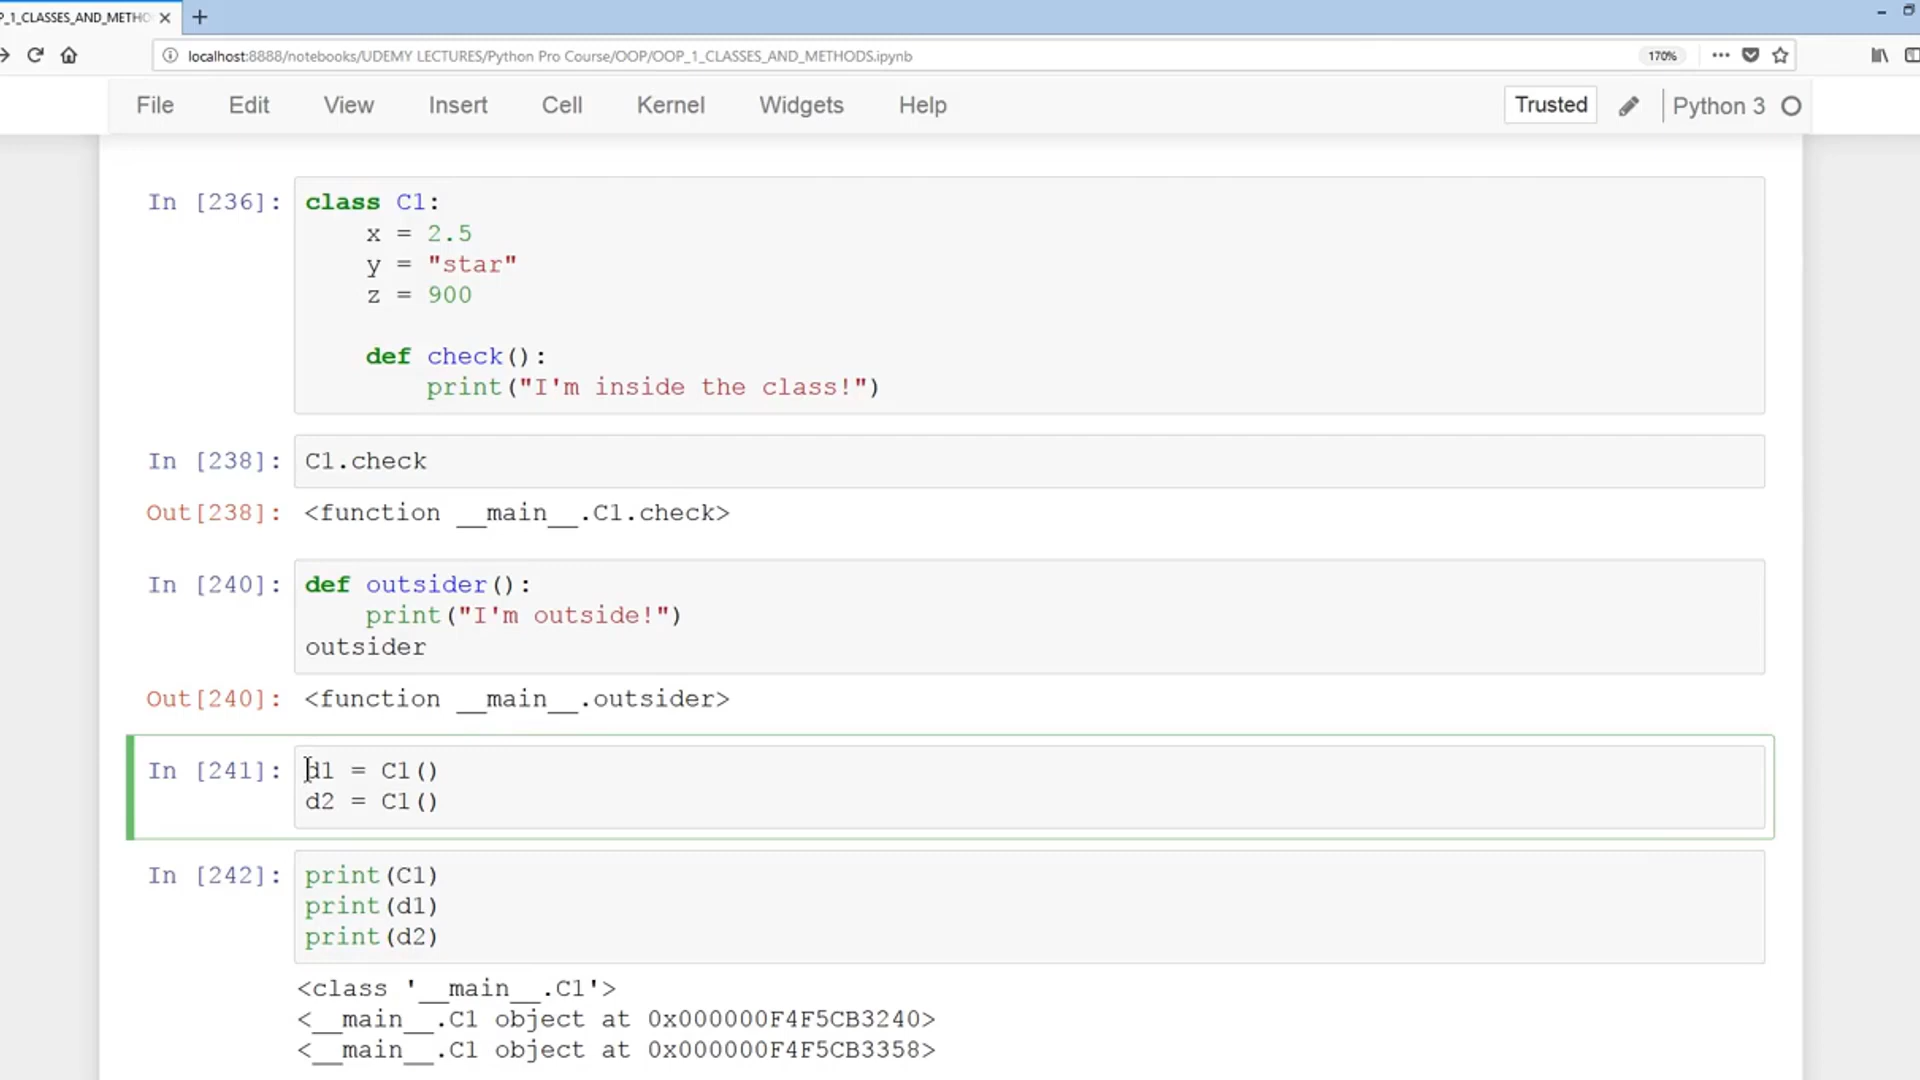 P_1_CLASSES_AND_METHO
localhost:8888/notebooks/UDEMY LECTURES/Python Pro Course/OOP/OOP_1_CLASSES_AND_METHODS.ipynb
170%
File Edit View Insert Cell Kernel Widgets Help Trusted Python 3
In [236]: class C1:
x = 2.5
y = "star"
z = 900
def check():
print("I'm inside the class!")
In [238]: C1.check
Out[238]: <function __main__.C1.check>
In [240]: def outsider():
print("I'm outside!")
outsider
Out[240]: <function __main__.outsider>
In [241]: d1 = C1()
d2 = C1()
In [242]: print(C1)
print(d1)
print(d2)
<class '__main__.C1'>
<__main__.C1 object at 0x000000F4F5CB3240>
<__main__.C1 object at 0x000000F4F5CB3358>